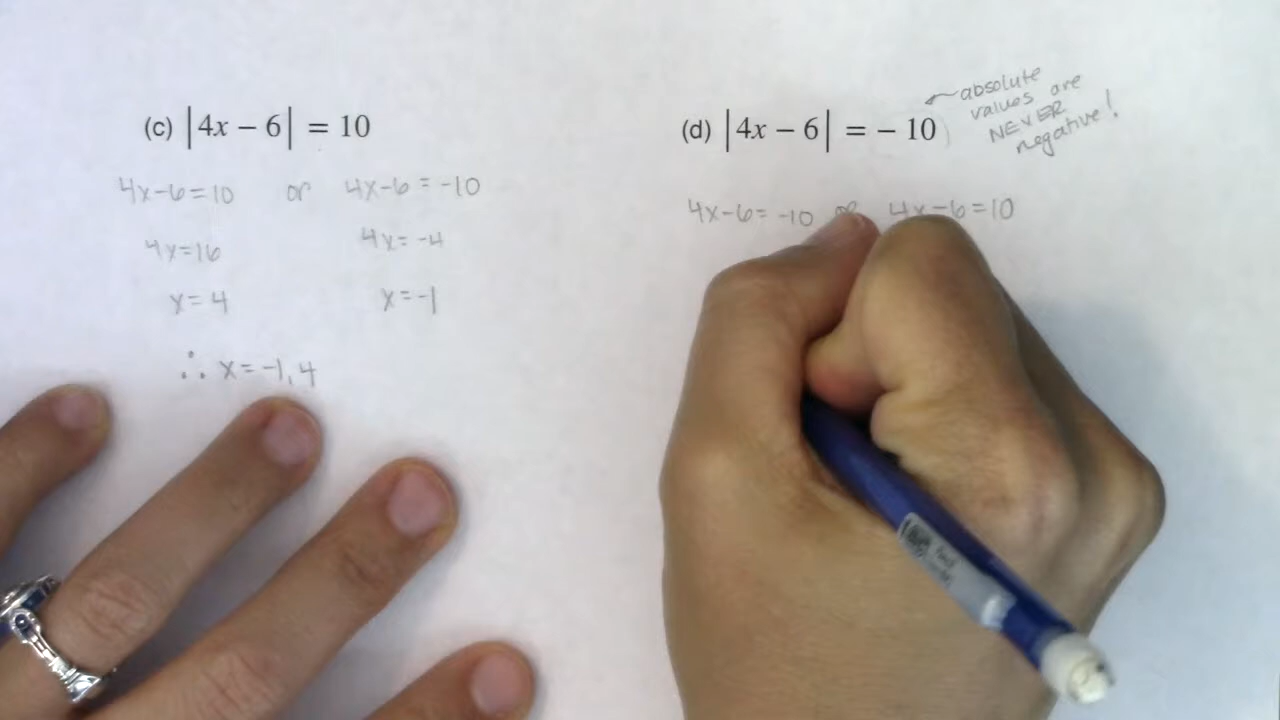 (c) |4x − 6| = 10
4x-6=10 or 4x-6=-10
4x=16 4x=-4
x=4 x=-1
∴ x=-1,4
(d) |4x − 6| = − 10
absolute
values are
NEVER
negative!
4x-6=-10 or 4x-6=10